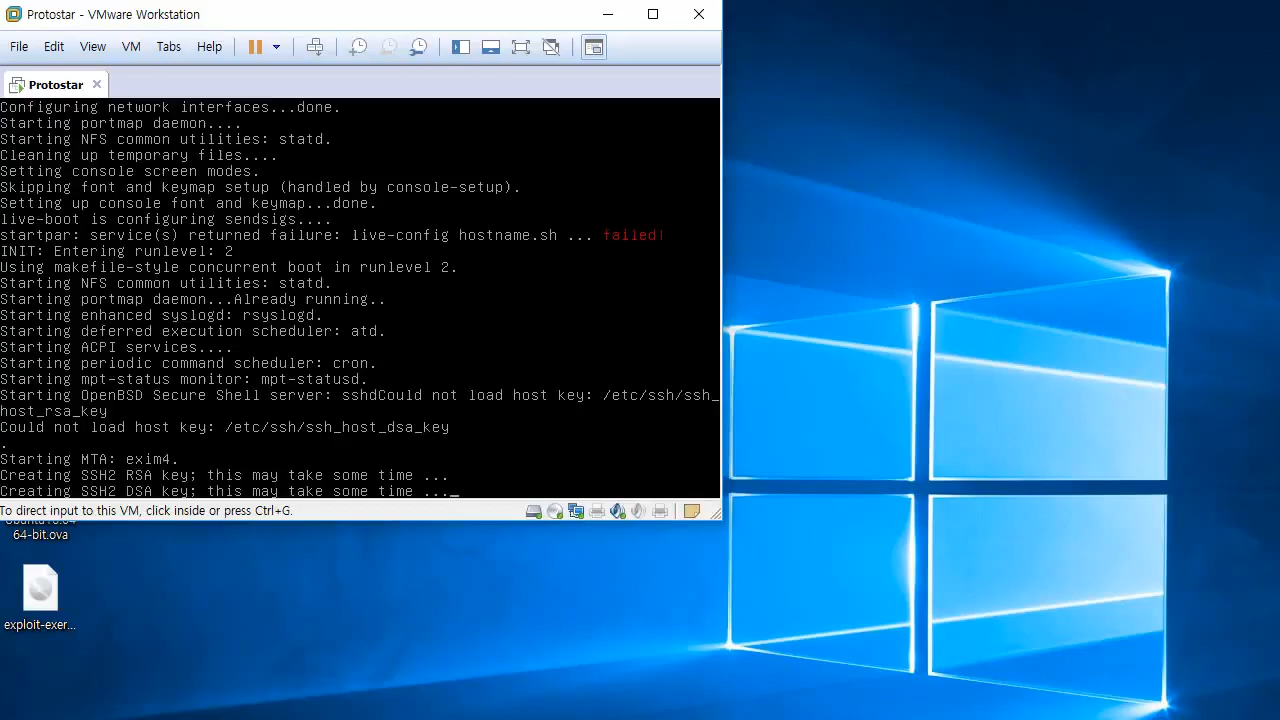 Protostar - VMware Workstation
File Edit View VM Tabs Help
Protostar
Configuring network interfaces...done.
Starting portmap daemon....
Starting NFS common utilities: statd.
Cleaning up temporary files....
Setting console screen modes.
Skipping font and keymap setup (handled by console-setup).
Setting up console font and keymap...done.
live-boot is configuring sendsigs....
startpar: service(s) returned failure: live-config hostname.sh ... failed!
INIT: Entering runlevel: 2
Using makefile-style concurrent boot in runlevel 2.
Starting NFS common utilities: statd.
Starting portmap daemon...Already running..
Starting enhanced syslogd: rsyslogd.
Starting deferred execution scheduler: atd.
Starting ACPI services....
Starting periodic command scheduler: cron.
Starting mpt-status monitor: mpt-statusd.
Starting OpenBSD Secure Shell server: sshdCould not load host key: /etc/ssh/ssh_
host_rsa_key
Could not load host key: /etc/ssh/ssh_host_dsa_key
.
Starting MTA: exim4.
Creating SSH2 RSA key; this may take some time ...
Creating SSH2 DSA key; this may take some time ..._
To direct input to this VM, click inside or press Ctrl+G.
64-bit.ova
exploit-exer...